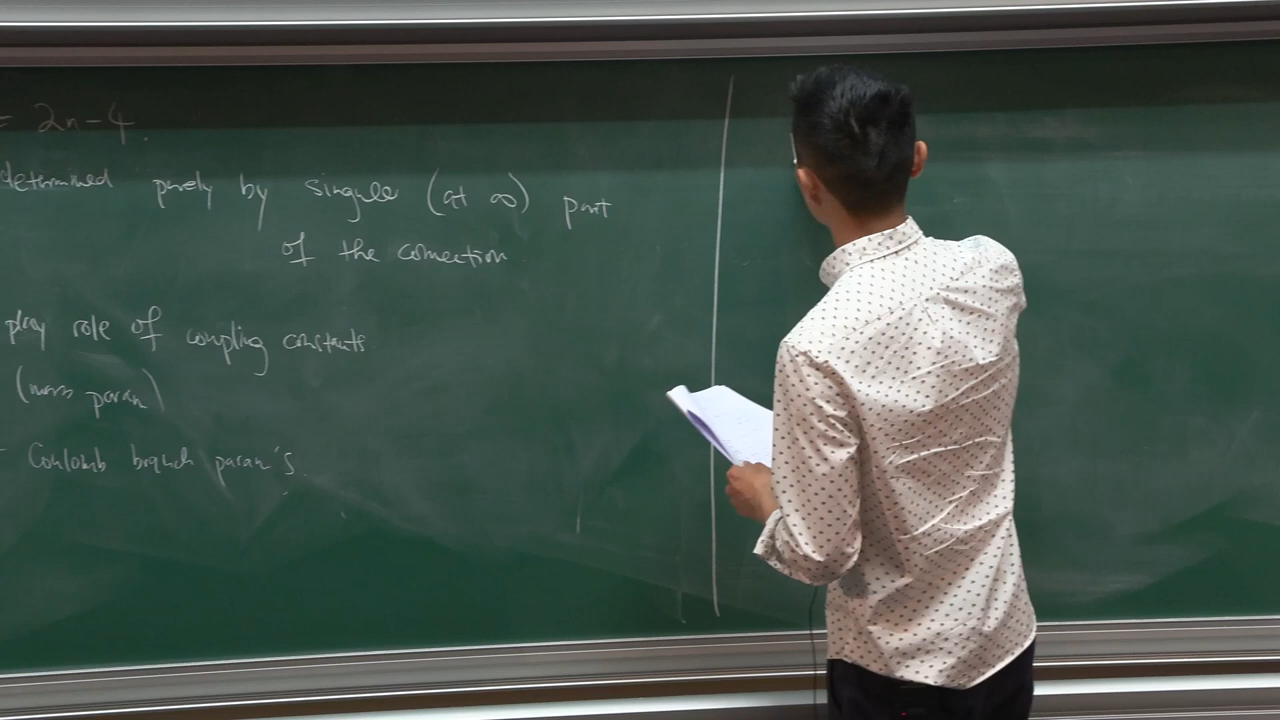 = 2n-4.
determined purely by singular (at ∞) part
of the connection.
play role of coupling constants
(mass param)
- Coulomb branch param's.